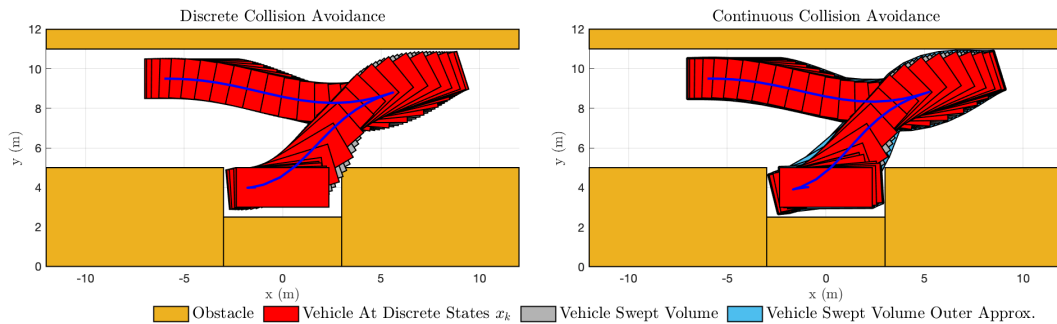 Discrete Collision Avoidance
12
10
8
6
4
2
0
y (m)
-10
-5
0
5
10
x (m)
Continuous Collision Avoidance
12
10
8
6
4
2
0
y (m)
-10
-5
0
5
10
x (m)
Obstacle
Vehicle At Discrete States x_k
Vehicle Swept Volume
Vehicle Swept Volume Outer Approx.